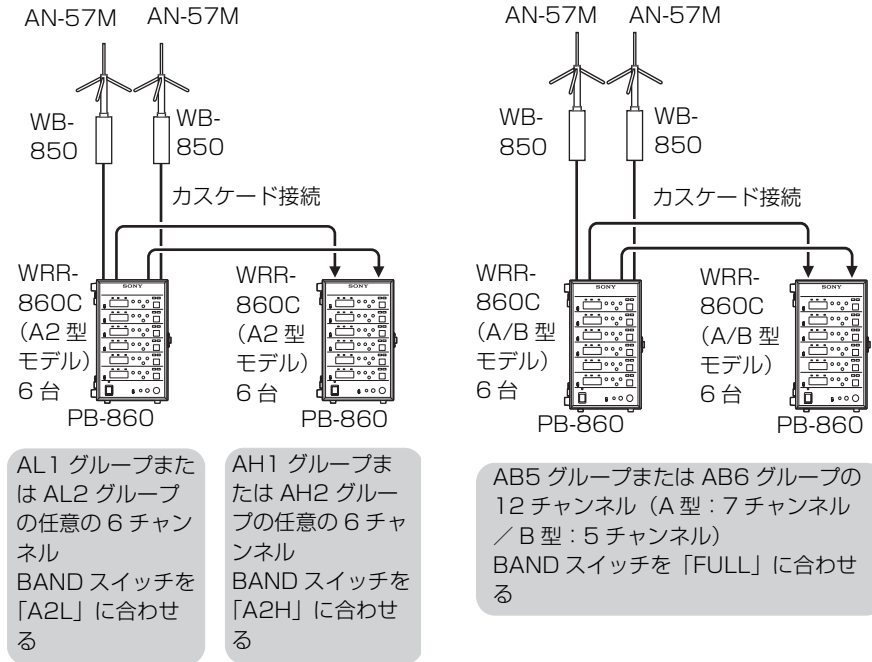 AN-57M AN-57M
WB-
850
WB-
850
カスケード接続
SONY
SONY
WRR-
860C
（A2 型
モデル）
6 台
WRR-
860C
（A2 型
モデル）
6 台
PB-860
PB-860
AL1 グループまた
は AL2 グループ
の任意の 6 チャン
ネル
BAND スイッチを
「A2L」に合わせ
る
AH1 グループま
たは AH2 グルー
プの任意の 6 チャ
ンネル
BAND スイッチを
「A2H」に合わせ
る
AN-57M AN-57M
WB-
850
WB-
850
カスケード接続
SONY
SONY
WRR-
860C
（A/B 型
モデル）
6 台
WRR-
860C
（A/B 型
モデル）
6 台
PB-860
PB-860
AB5 グループまたは AB6 グループの
12 チャンネル（A 型：7 チャンネル
／ B 型：5 チャンネル）
BAND スイッチを「FULL」に合わせ
る